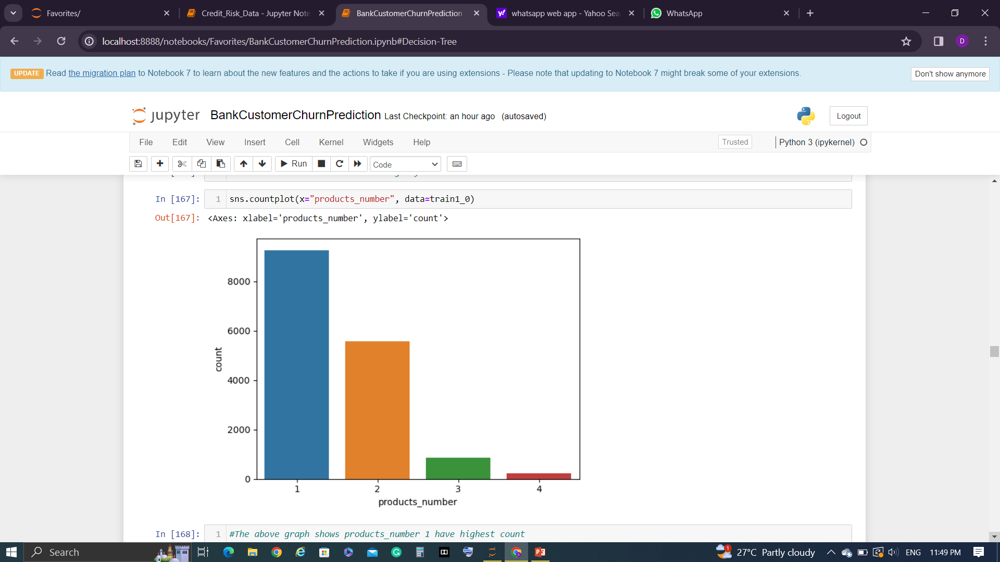 Favorites/
Credit_Risk_Data - Jupyter Note
BankCustomerChurnPrediction
whatsapp web app - Yahoo Sea
WhatsApp
localhost:8888/notebooks/Favorites/BankCustomerChurnPrediction.ipynb#Decision-Tree
D
UPDATE Read the migration plan to Notebook 7 to learn about the new features and the actions to take if you are using extensions - Please note that updating to Notebook 7 might break some of your extensions.
Don't show anymore
jupyter BankCustomerChurnPrediction Last Checkpoint: an hour ago (autosaved)
Logout
File Edit View Insert Cell Kernel Widgets Help
Trusted
Python 3 (ipykernel)
Run
Code
In [167]: 1 sns.countplot(x="products_number", data=train1_0)
Out[167]: <Axes: xlabel='products_number', ylabel='count'>
8000
6000
4000
2000
0
count
1 2 3 4
products_number
In [168]: 1 #The above graph shows products_number 1 have highest count
Search
1
27°C Partly cloudy
ENG
11:49 PM